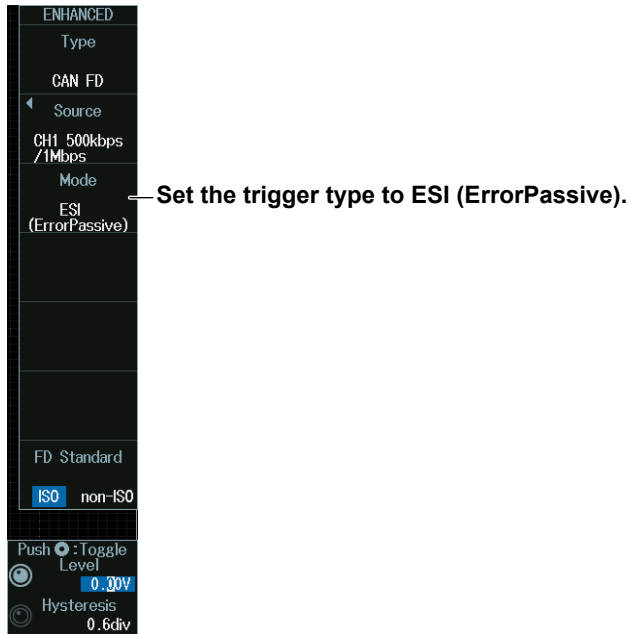 ENHANCED
Type
CAN FD
Source
CH1 500kbps
/1Mbps
Mode
ESI
(ErrorPassive)
Set the trigger type to ESI (ErrorPassive).
FD Standard
ISO non-ISO
Push :Toggle
Level
0.00V
Hysteresis
0.6div